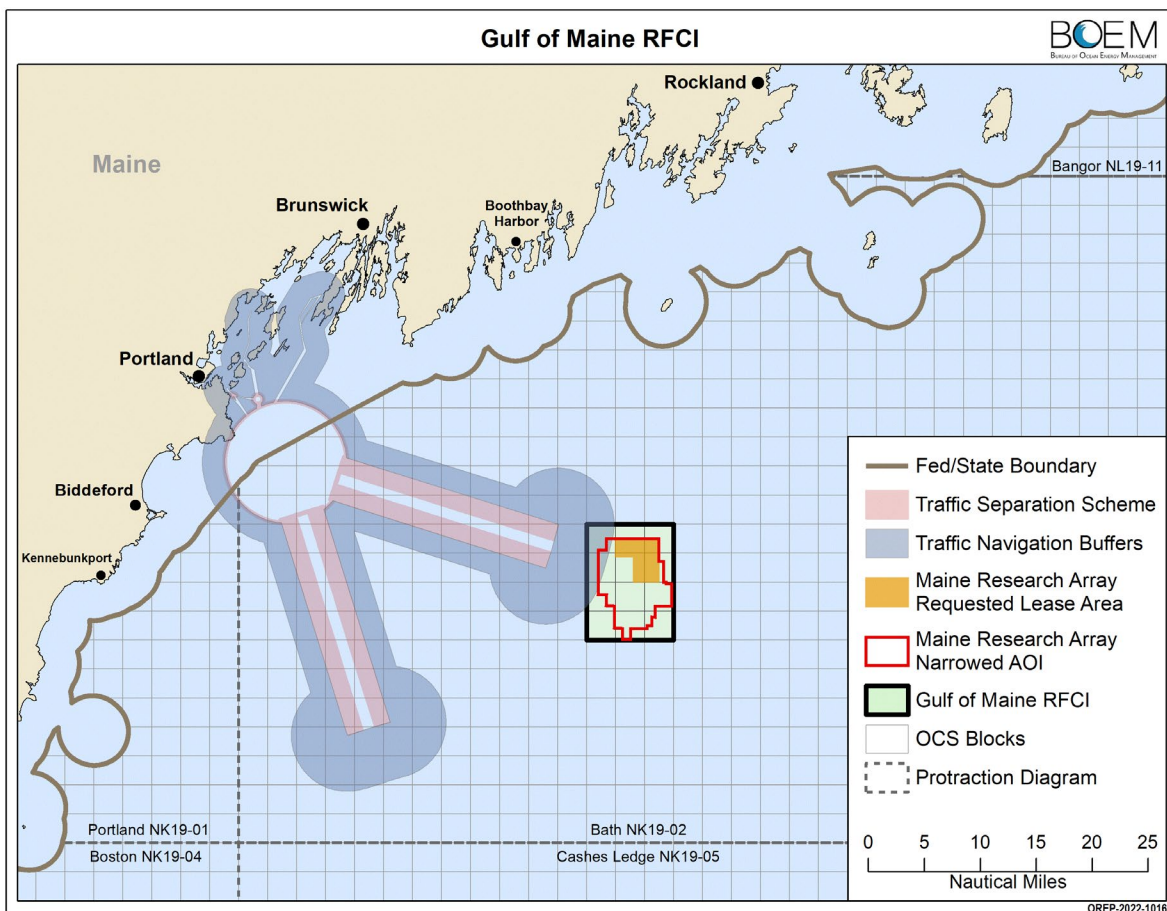 Gulf of Maine RFCI
BOEM
BUREAU OF OCEAN ENERGY MANAGEMENT
Rockland
Maine
Bangor NL19-11
Brunswick
Boothbay
Harbor
Portland
Biddeford
Kennebunkport
Portland NK19-01
Bath NK19-02
Boston NK19-04
Cashes Ledge NK19-05
Fed/State Boundary
Traffic Separation Scheme
Traffic Navigation Buffers
Maine Research Array
Requested Lease Area
Maine Research Array
Narrowed AOI
Gulf of Maine RFCI
OCS Blocks
Protraction Diagram
0 5 10 15 20 25
Nautical Miles
OREP-2022-1016